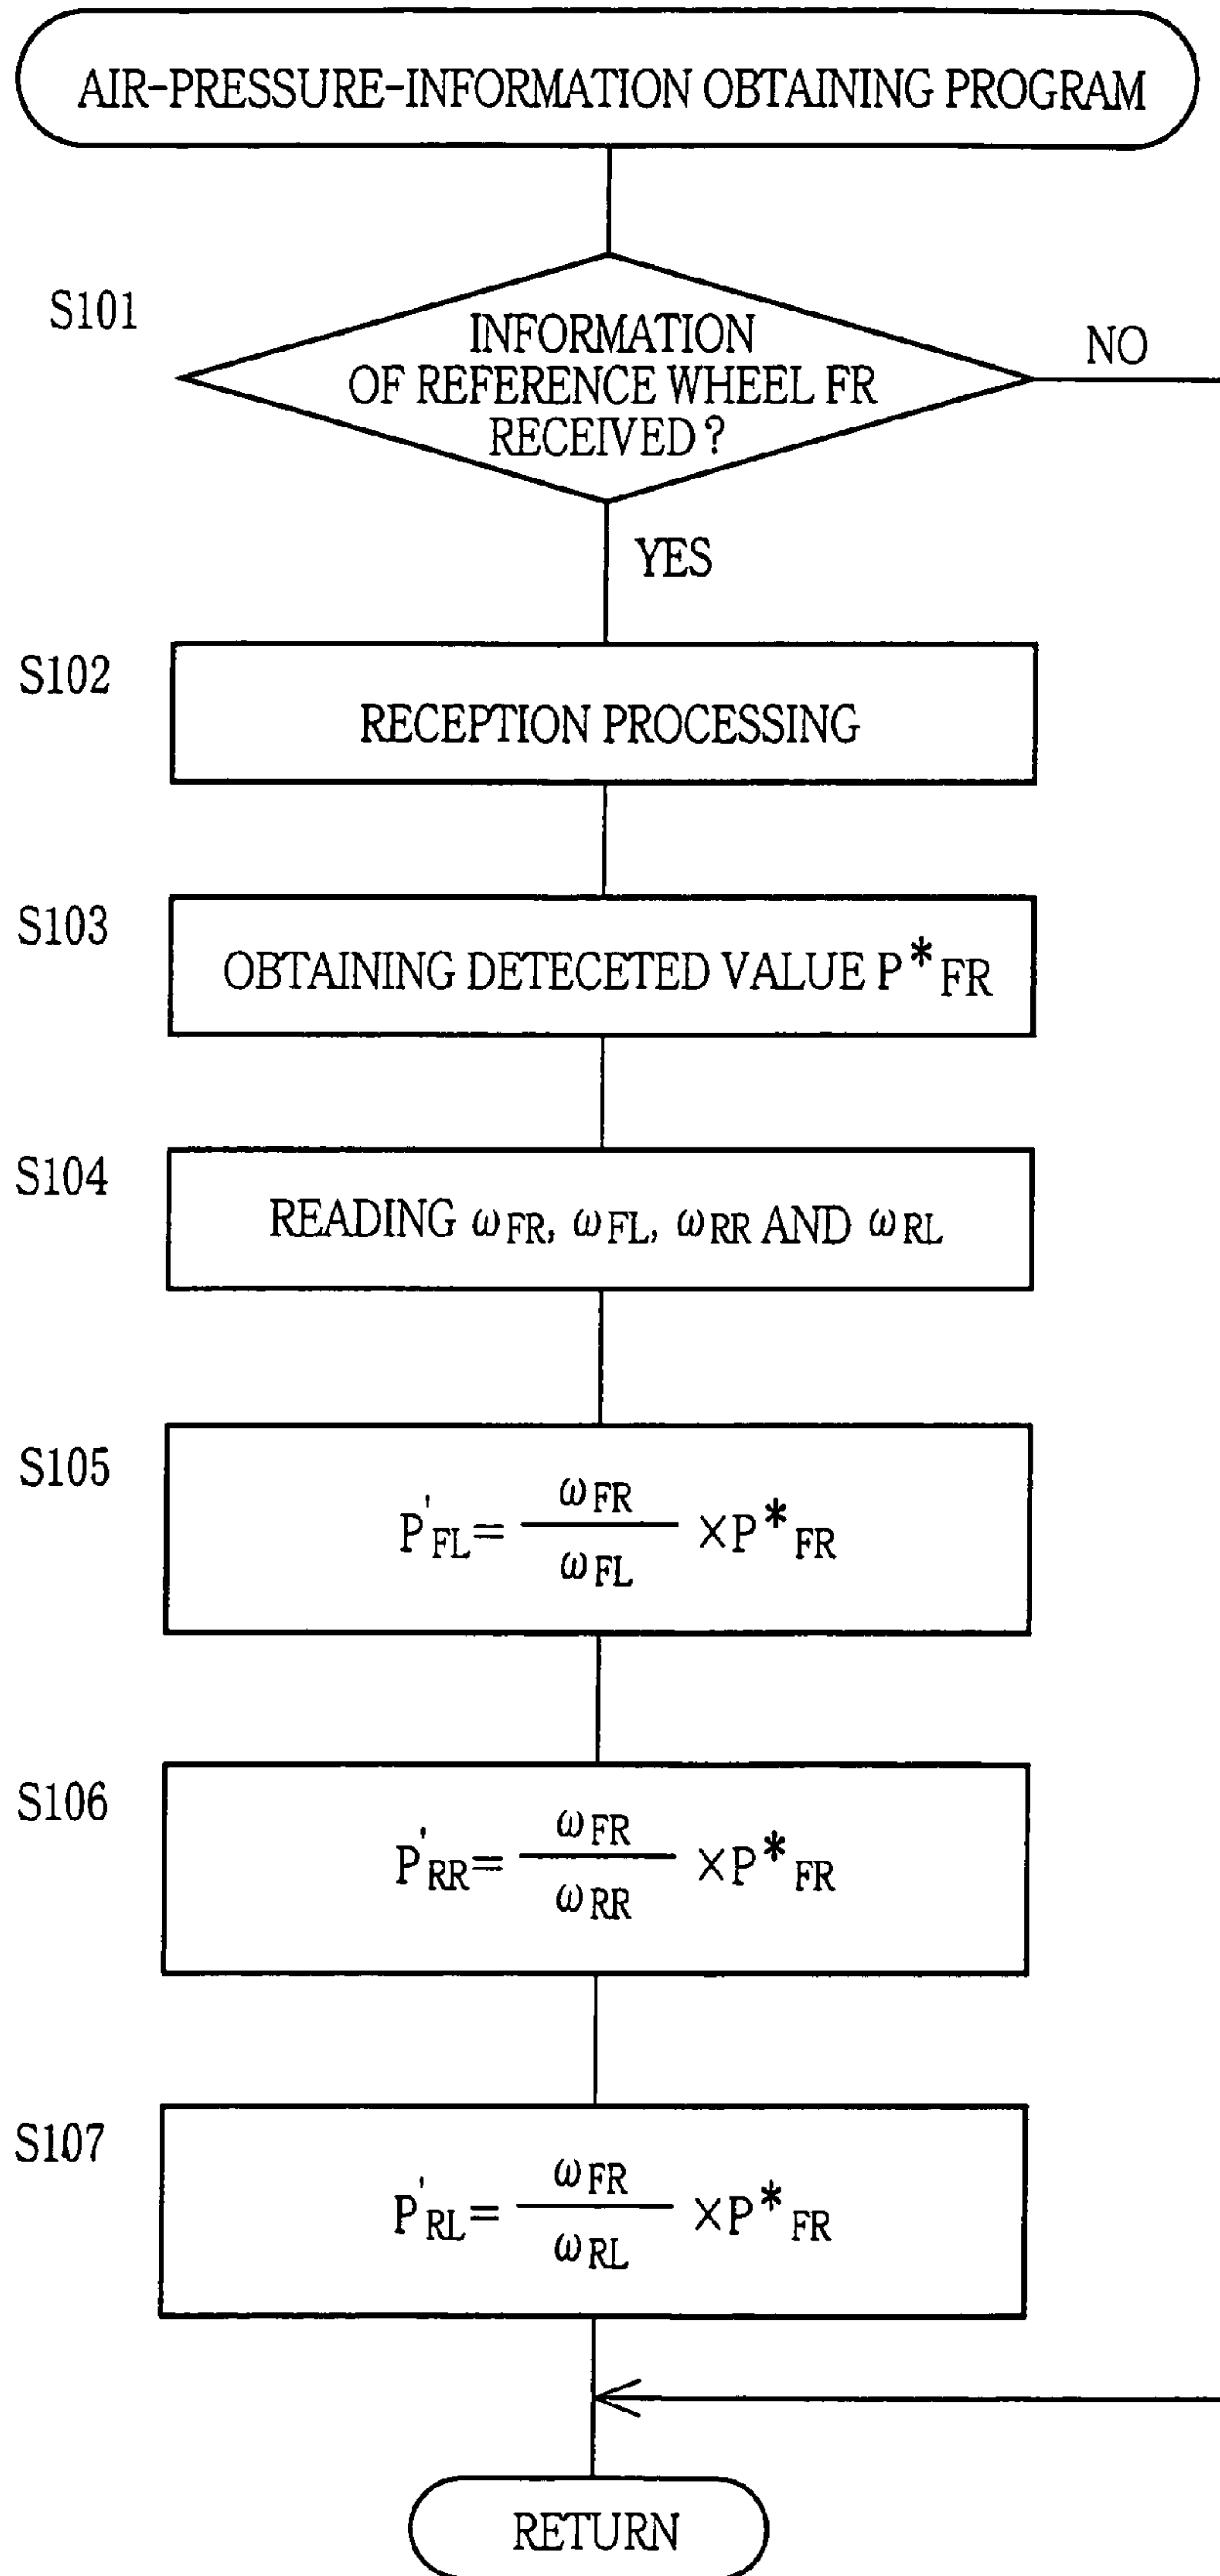 AIR-PRESSURE-INFORMATION OBTAINING PROGRAM
S101
INFORMATION
OF REFERENCE WHEEL FR
RECEIVED?
NO
YES
S102
RECEPTION PROCESSING
S103
OBTAINING DETECETED VALUE P*FR
S104
READING ωFR, ωFL, ωRR AND ωRL
S105
P'FL= ωFR/ωFL ×P*FR
S106
P'RR= ωFR/ωRR ×P*FR
S107
P'RL= ωFR/ωRL ×P*FR
RETURN